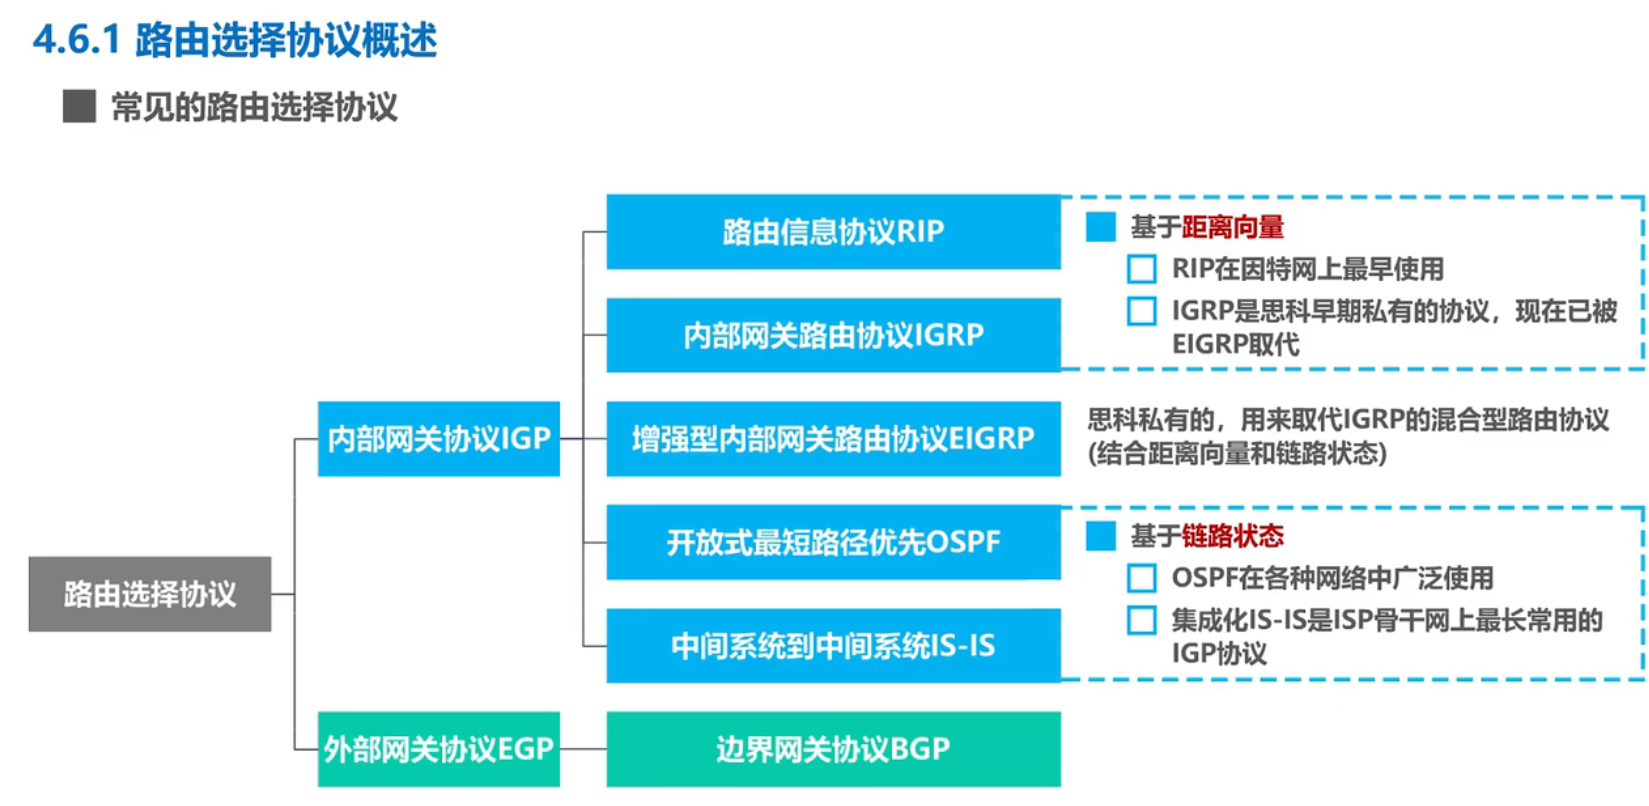 4.6.1 路由选择协议概述
常见的路由选择协议
路由信息协议RIP
基于距离向量
RIP在因特网上最早使用
IGRP是思科早期私有的协议，现在已被
EIGRP取代
内部网关路由协议IGRP
内部网关协议IGP
增强型内部网关路由协议EIGRP
思科私有的，用来取代IGRP的混合型路由协议
(结合距离向量和链路状态)
开放式最短路径优先OSPF
基于链路状态
OSPF在各种网络中广泛使用
集成化IS-IS是ISP骨干网上最长常用的
IGP协议
路由选择协议
中间系统到中间系统IS-IS
外部网关协议EGP
边界网关协议BGP